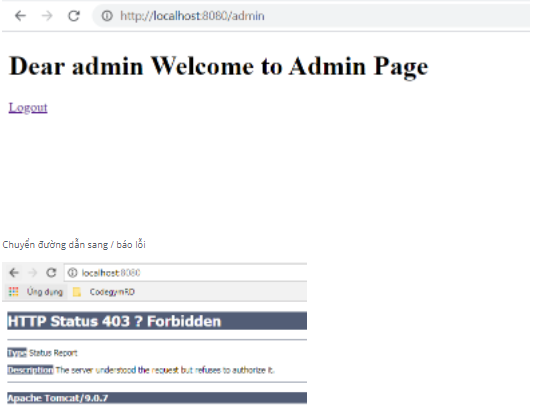 http://localhost:8080/admin
Dear admin Welcome to Admin Page
Logout
Chuyển đường dẫn sang / báo lỗi
localhost:8080
Ứng dụng CodegymRD
HTTP Status 403 ? Forbidden
Type Status Report
Description The server understood the request but refuses to authorize it.
Apache Tomcat/9.0.7